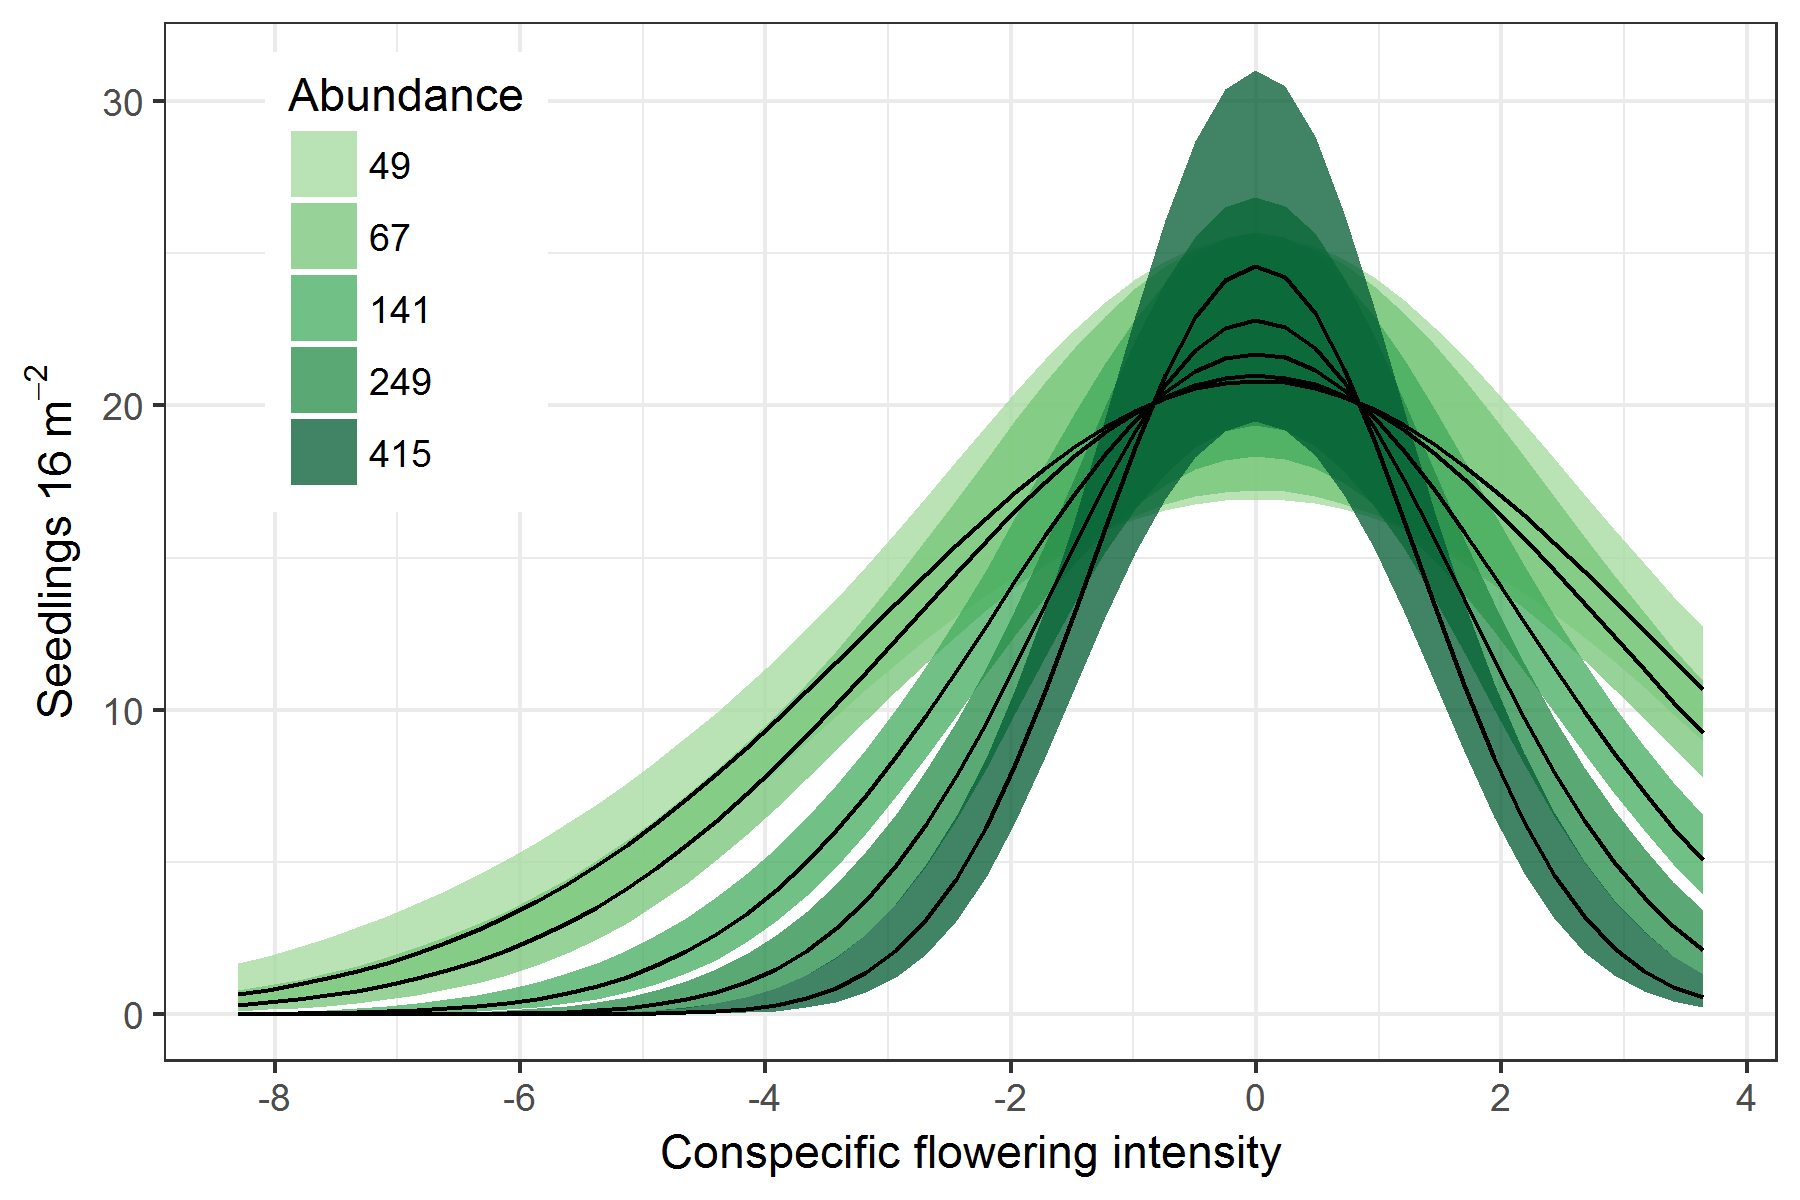 Abundance
49
67
141
249
415
30
20
10
0
Seedlings 16 m⁻²
-8 -6 -4 -2 0 2 4
Conspecific flowering intensity